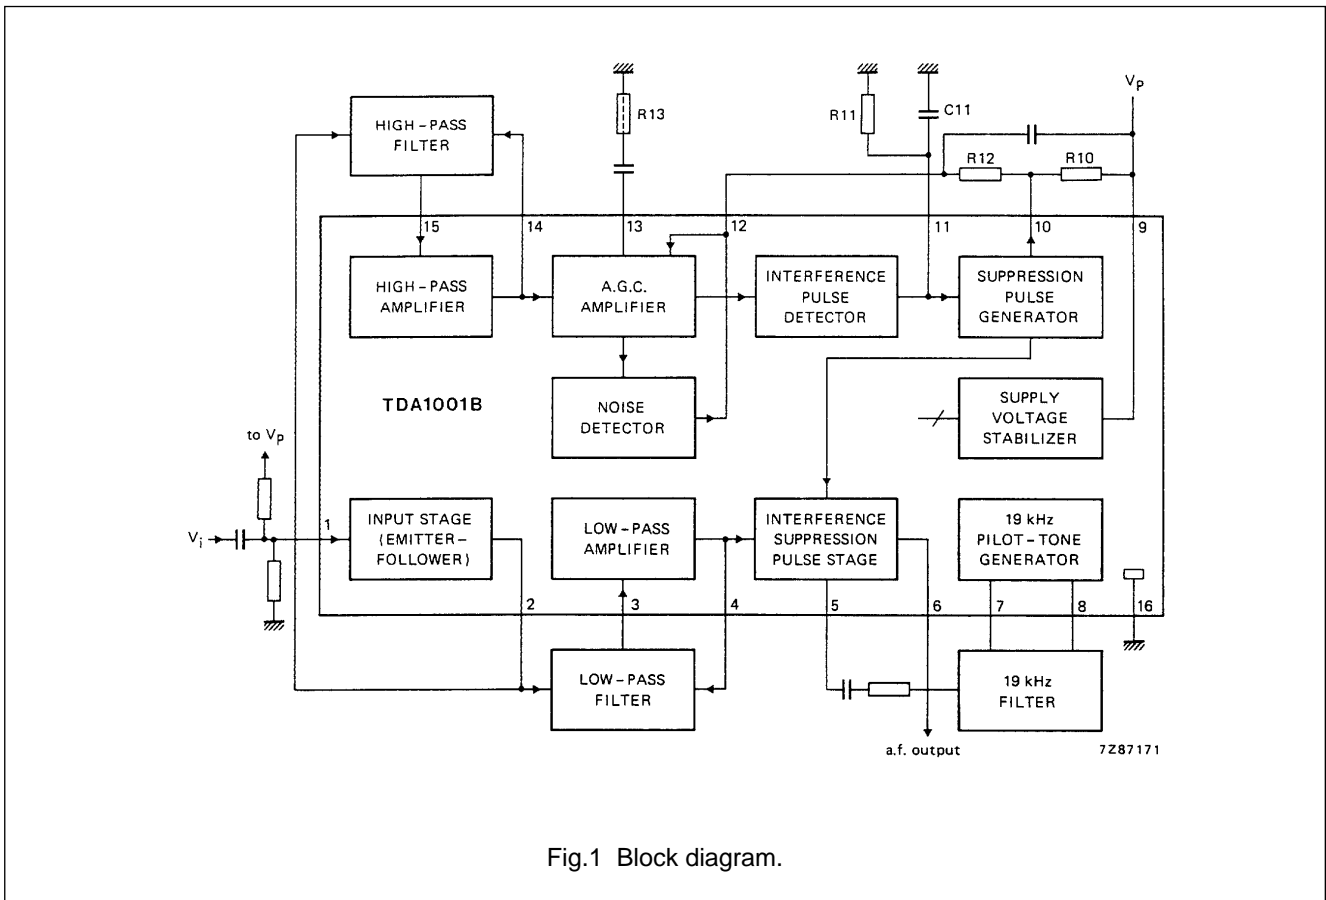 V_P
R13
R11
C11
HIGH-PASS
FILTER
R12
R10
15
14
13
12
11
10
9
HIGH-PASS
AMPLIFIER
A.G.C.
AMPLIFIER
INTERFERENCE
PULSE
DETECTOR
SUPPRESSION
PULSE
GENERATOR
TDA1001B
NOISE
DETECTOR
SUPPLY
VOLTAGE
STABILIZER
to V_p
V_i
1
INPUT STAGE
(EMITTER-
FOLLOWER)
LOW-PASS
AMPLIFIER
INTERFERENCE
SUPPRESSION
PULSE STAGE
19 kHz
PILOT-TONE
GENERATOR
2
3
4
5
6
7
8
16
LOW-PASS
FILTER
19 kHz
FILTER
a.f. output
7Z87171
Fig.1 Block diagram.